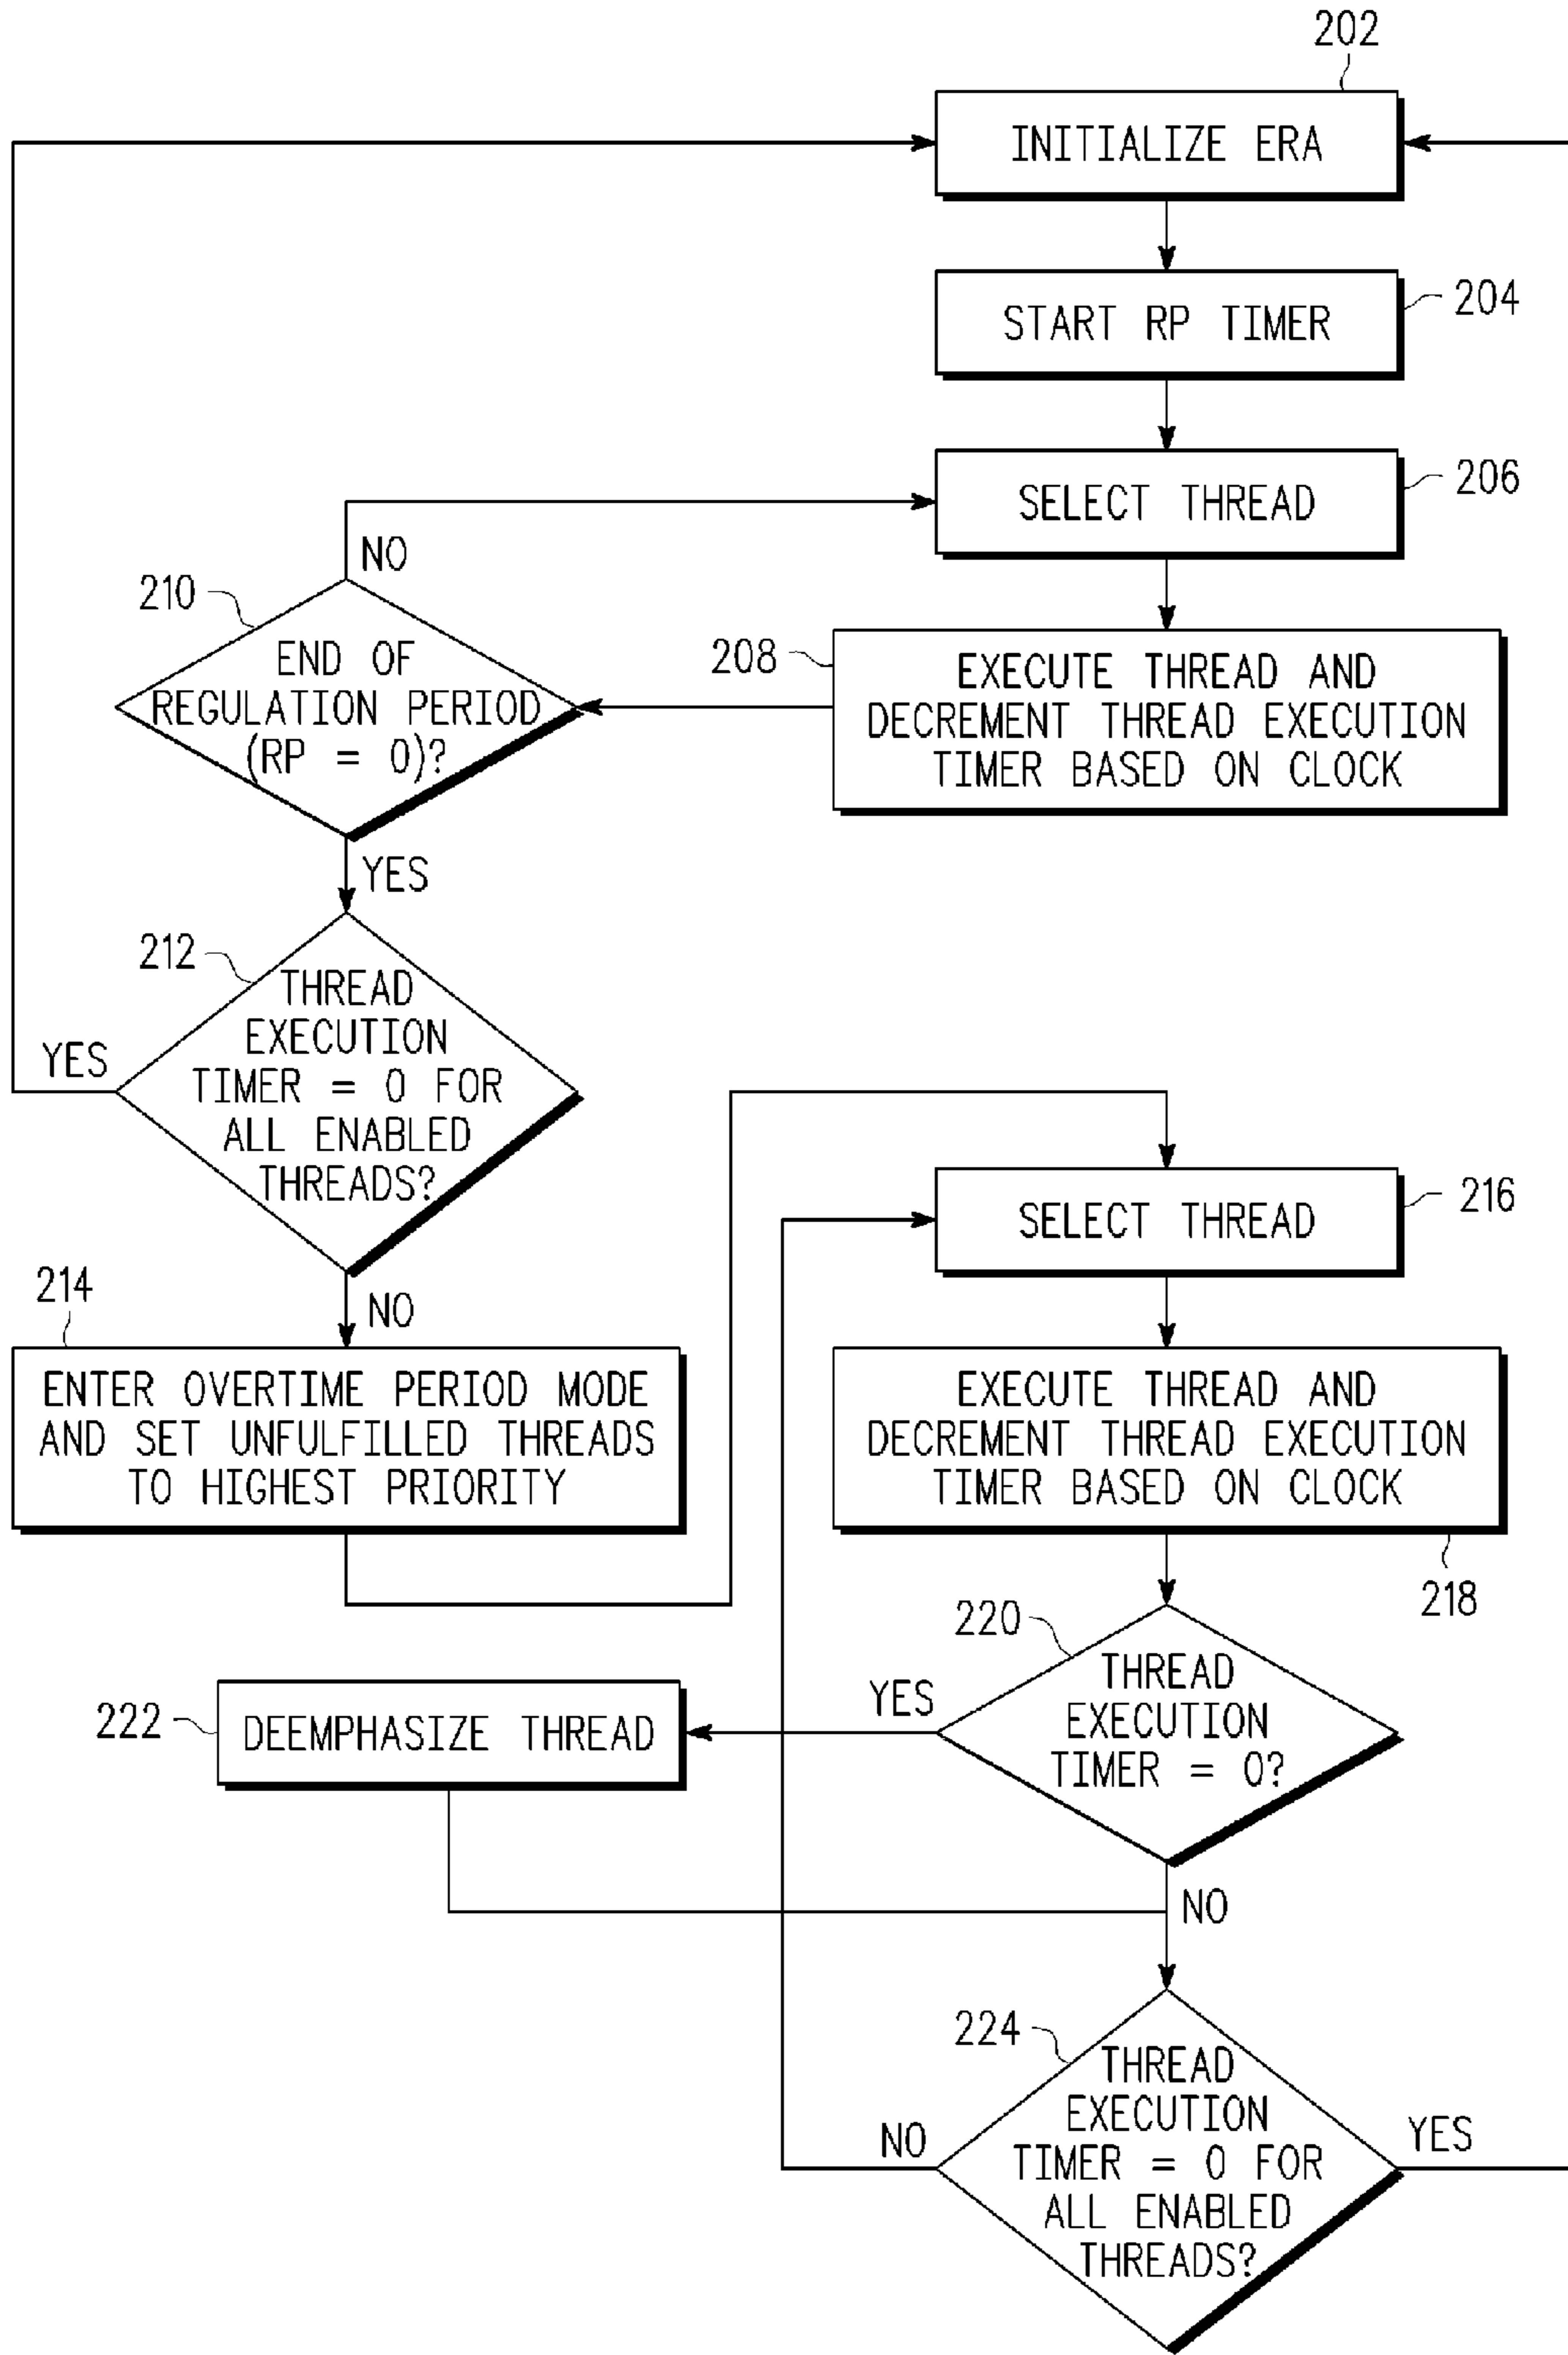 202
INITIALIZE ERA
START RP TIMER
204
SELECT THREAD
206
NO
210
END OF
REGULATION PERIOD
(RP = 0)?
208
EXECUTE THREAD AND
DECREMENT THREAD EXECUTION
TIMER BASED ON CLOCK
YES
212
THREAD
EXECUTION
TIMER = 0 FOR
ALL ENABLED
THREADS?
YES
NO
214
ENTER OVERTIME PERIOD MODE
AND SET UNFULFILLED THREADS
TO HIGHEST PRIORITY
SELECT THREAD
216
EXECUTE THREAD AND
DECREMENT THREAD EXECUTION
TIMER BASED ON CLOCK
218
220
THREAD
EXECUTION
TIMER = 0?
YES
222
DEEMPHASIZE THREAD
NO
224
THREAD
EXECUTION
TIMER = 0 FOR
ALL ENABLED
THREADS?
NO
YES